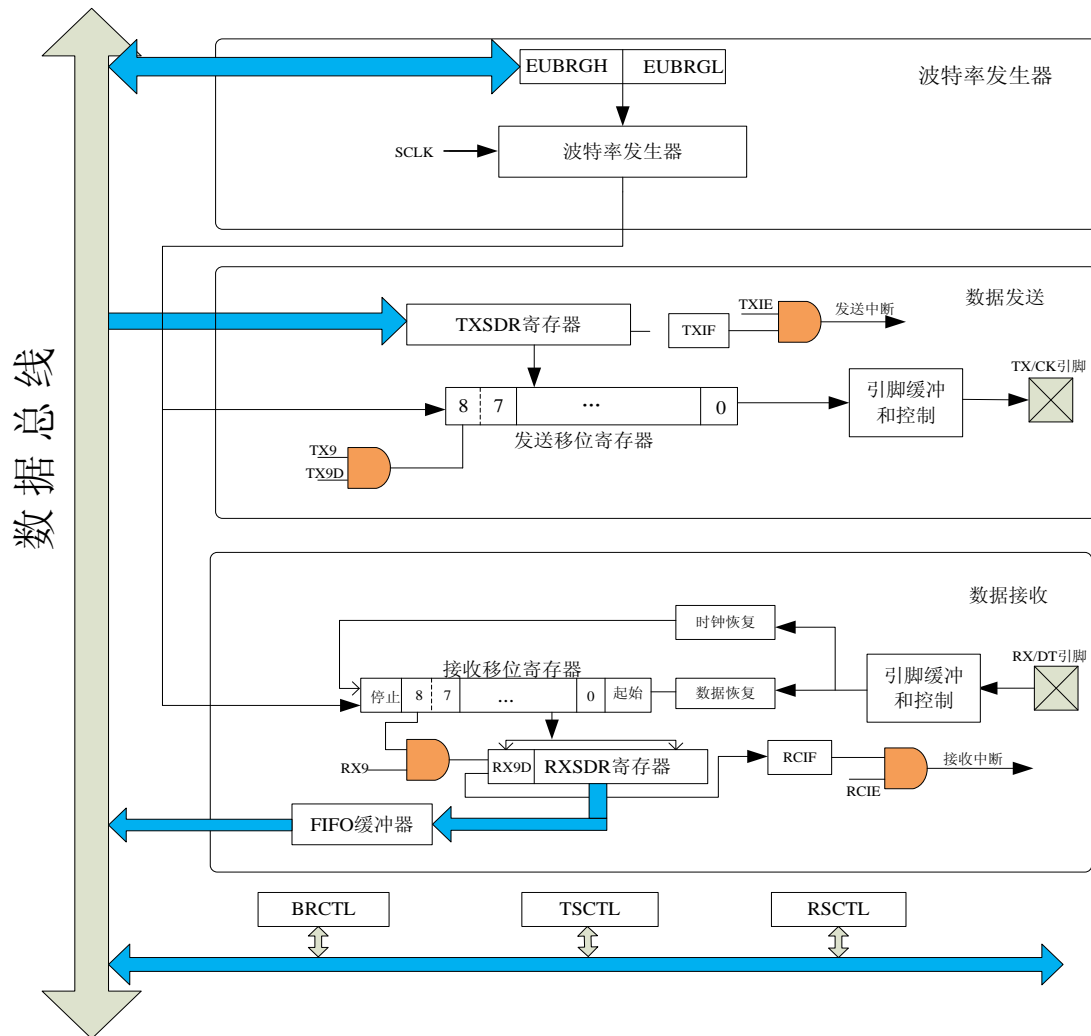 数据总线
EUBRGH
EUBRGL
波特率发生器
SCLK
波特率发生器
数据发送
TXSDR寄存器
TXIF
TXIE
发送中断
TX/CK引脚
8
7
...
0
引脚缓冲
和控制
发送移位寄存器
TX9
TX9D
数据接收
时钟恢复
RX/DT引脚
接收移位寄存器
引脚缓冲
和控制
停止
8
7
...
0
起始
数据恢复
RX9
RX9D
RXSDR寄存器
RCIF
RCIE
接收中断
FIFO缓冲器
BRCTL
TSCTL
RSCTL